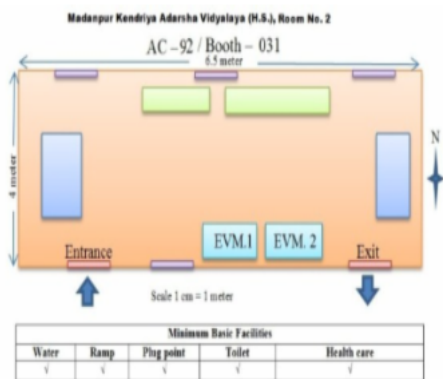 Madanpur Kendriya Adarsha Vidyalaya (H.S.), Room No. 2
AC – 92 / Booth – 031
6.5 meter
4 meter
N
EVM.1 EVM. 2
Entrance Exit
Scale 1 cm = 1 meter
Minimum Basic Facilities
Water Ramp Plug point Toilet Health care
√ √ √ √ √